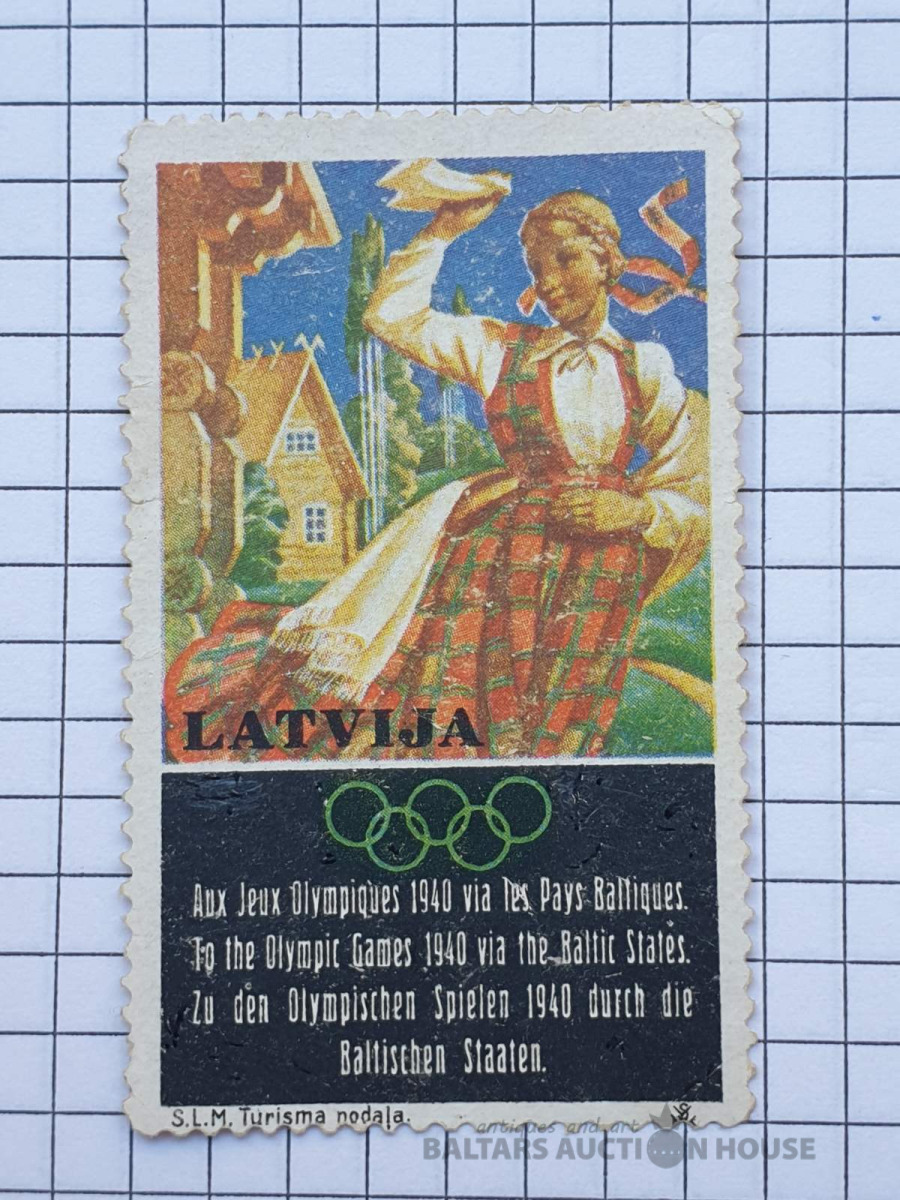 LATVIJA
Aux Jeux Olympiques 1940 via les Pays Baltiques.
To the Olympic Games 1940 via the Baltic States.
Zu den Olympischen Spielen 1940 durch die
Baltischen Staaten.
S.L.M. Tūrisma nodaļa.
antiques and art
BALTARS AUCTION HOUSE